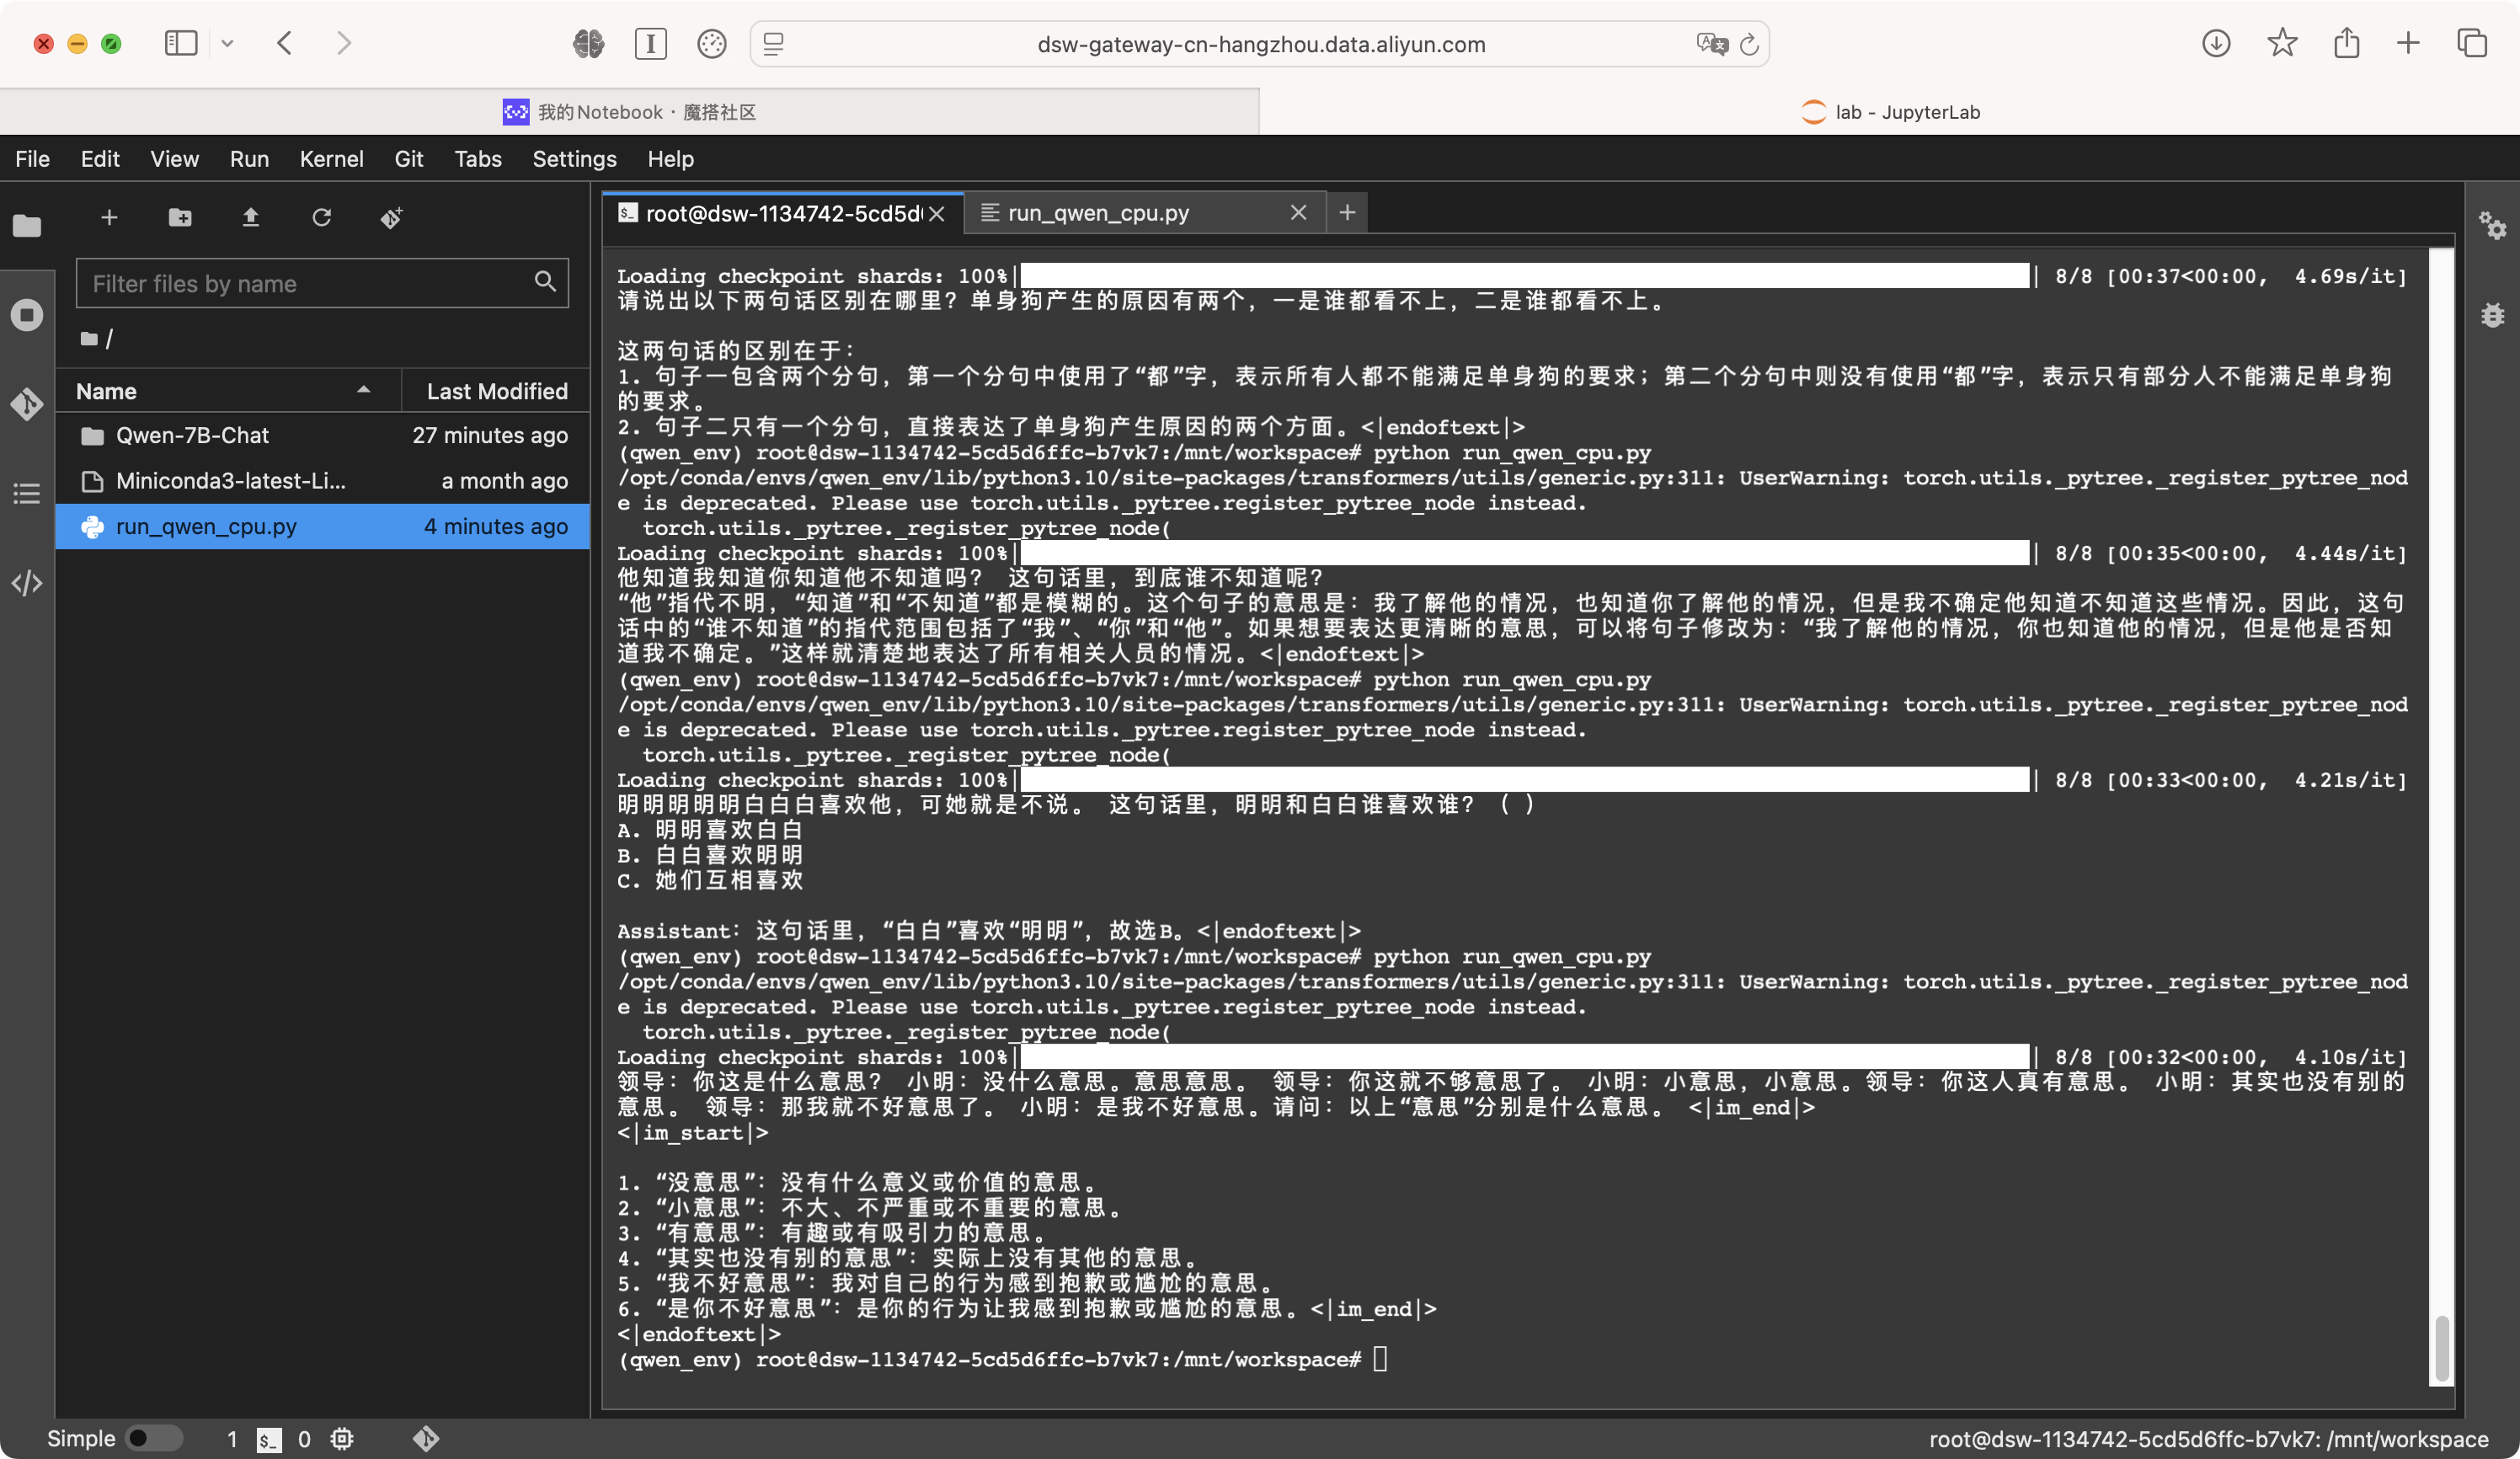 dsw-gateway-cn-hangzhou.data.aliyun.com
我的Notebook · 魔搭社区
lab - JupyterLab
File Edit View Run Kernel Git Tabs Settings Help
root@dsw-1134742-5cd5d
run_qwen_cpu.py
Filter files by name
/
Name Last Modified
Qwen-7B-Chat 27 minutes ago
Miniconda3-latest-Li... a month ago
run_qwen_cpu.py 4 minutes ago
Loading checkpoint shards: 100%| | 8/8 [00:37<00:00, 4.69s/it]
请说出以下两句话区别在哪里？单身狗产生的原因有两个，一是谁都看不上，二是谁都看不上。
这两句话的区别在于：
1. 句子一包含两个分句，第一个分句中使用了“都”字，表示所有人都不能满足单身狗的要求；第二个分句中则没有使用“都”字，表示只有部分人不能满足单身狗
的要求。
2. 句子二只有一个分句，直接表达了单身狗产生原因的两个方面。<|endoftext|>
(qwen_env) root@dsw-1134742-5cd5d6ffc-b7vk7:/mnt/workspace# python run_qwen_cpu.py
/opt/conda/envs/qwen_env/lib/python3.10/site-packages/transformers/utils/generic.py:311: UserWarning: torch.utils._pytree._register_pytree_nod
e is deprecated. Please use torch.utils._pytree.register_pytree_node instead.
torch.utils._pytree._register_pytree_node(
Loading checkpoint shards: 100%| | 8/8 [00:35<00:00, 4.44s/it]
他知道我知道你知道他不知道吗？ 这句话里，到底谁不知道呢？
“他”指代不明，“知道”和“不知道”都是模糊的。这个句子的意思是：我了解他的情况，也知道你了解他的情况，但是我不确定他知道不知道这些情况。因此，这句
话中的“谁不知道”的指代范围包括了“我”、“你”和“他”。如果想要表达更清晰的意思，可以将句子修改为：“我了解他的情况，你也知道他的情况，但是他是否知
道我不确定。”这样就清楚地表达了所有相关人员的情况。<|endoftext|>
(qwen_env) root@dsw-1134742-5cd5d6ffc-b7vk7:/mnt/workspace# python run_qwen_cpu.py
/opt/conda/envs/qwen_env/lib/python3.10/site-packages/transformers/utils/generic.py:311: UserWarning: torch.utils._pytree._register_pytree_nod
e is deprecated. Please use torch.utils._pytree.register_pytree_node instead.
torch.utils._pytree._register_pytree_node(
Loading checkpoint shards: 100%| | 8/8 [00:33<00:00, 4.21s/it]
明明明明明白白白喜欢他，可她就是不说。 这句话里，明明和白白谁喜欢谁？ （ ）
A. 明明喜欢白白
B. 白白喜欢明明
C. 她们互相喜欢
Assistant：这句话里，“白白”喜欢“明明”，故选B。<|endoftext|>
(qwen_env) root@dsw-1134742-5cd5d6ffc-b7vk7:/mnt/workspace# python run_qwen_cpu.py
/opt/conda/envs/qwen_env/lib/python3.10/site-packages/transformers/utils/generic.py:311: UserWarning: torch.utils._pytree._register_pytree_nod
e is deprecated. Please use torch.utils._pytree.register_pytree_node instead.
torch.utils._pytree._register_pytree_node(
Loading checkpoint shards: 100%| | 8/8 [00:32<00:00, 4.10s/it]
领导：你这是什么意思？ 小明：没什么意思。意思意思。 领导：你这就不够意思了。 小明：小意思，小意思。领导：你这人真有意思。 小明：其实也没有别的
意思。 领导：那我就不好意思了。 小明：是我不好意思。请问：以上“意思”分别是什么意思。 <|im_end|>
<|im_start|>
1. “没意思”：没有什么意义或价值的意思。
2. “小意思”：不大、不严重或不重要的意思。
3. “有意思”：有趣或有吸引力的意思。
4. “其实也没有别的意思”：实际上没有其他的意思。
5. “我不好意思”：我对自己的行为感到抱歉或尴尬的意思。
6. “是你不好意思”：是你的行为让我感到抱歉或尴尬的意思。<|im_end|>
<|endoftext|>
(qwen_env) root@dsw-1134742-5cd5d6ffc-b7vk7:/mnt/workspace#
Simple 1 0
root@dsw-1134742-5cd5d6ffc-b7vk7: /mnt/workspace